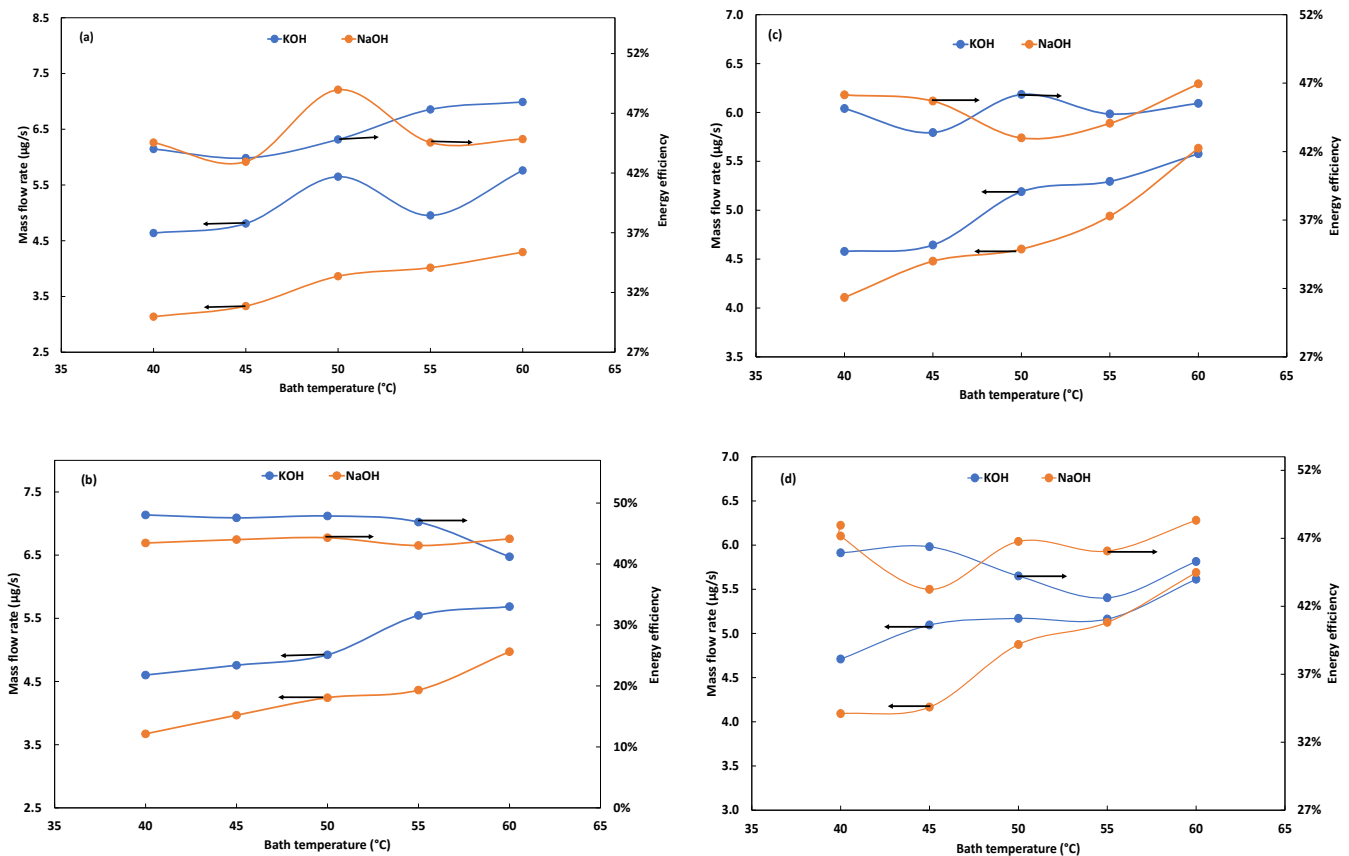 (a)
KOH NaOH
8.5
7.5
6.5
5.5
4.5
3.5
2.5
Mass flow rate (µg/s)
52%
47%
42%
37%
32%
27%
Energy efficiency
35 40 45 50 55 60 65
Bath temperature (°C)
(c)
KOH NaOH
7.0
6.5
6.0
5.5
5.0
4.5
4.0
3.5
Mass flow rate (µg/s)
52%
47%
42%
37%
32%
27%
Energy efficiency
35 40 45 50 55 60 65
Bath temperature (°C)
(b)
KOH NaOH
7.5
6.5
5.5
4.5
3.5
2.5
Mass flow rate (µg/s)
50%
40%
30%
20%
10%
0%
Energy efficiency
35 40 45 50 55 60 65
Bath temperature (°C)
(d)
KOH NaOH
7.0
6.5
6.0
5.5
5.0
4.5
4.0
3.5
3.0
Mass flow rate (µg/s)
52%
47%
42%
37%
32%
27%
Energy efficiency
35 40 45 50 55 60 65
Bath temperature (°C)